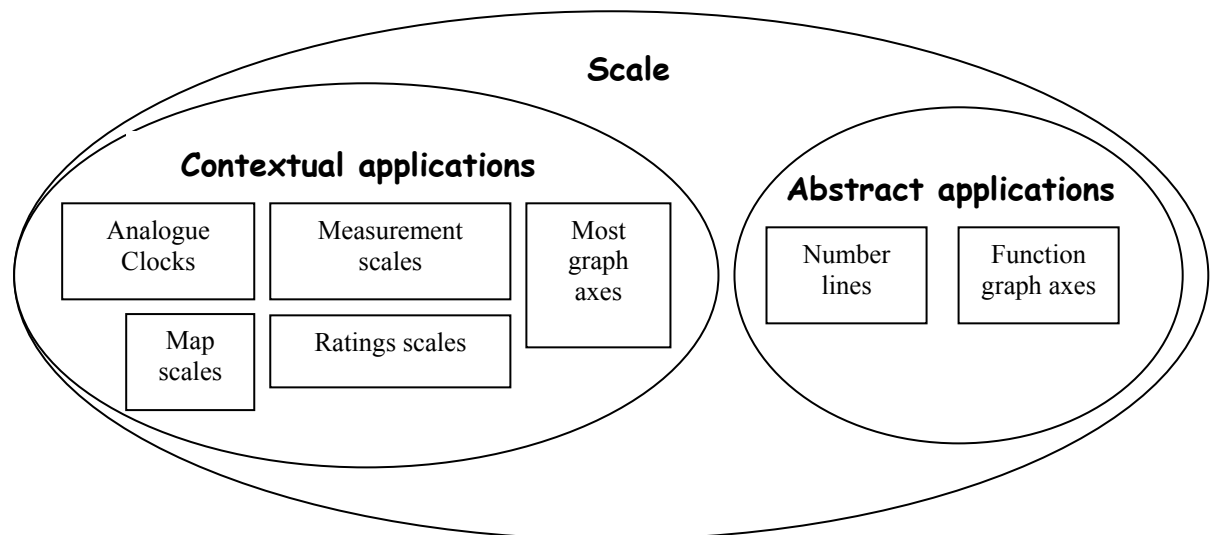 Scale
Contextual applications
Analogue
Clocks
Measurement
scales
Most
graph
axes
Map
scales
Ratings scales
Abstract applications
Number
lines
Function
graph axes